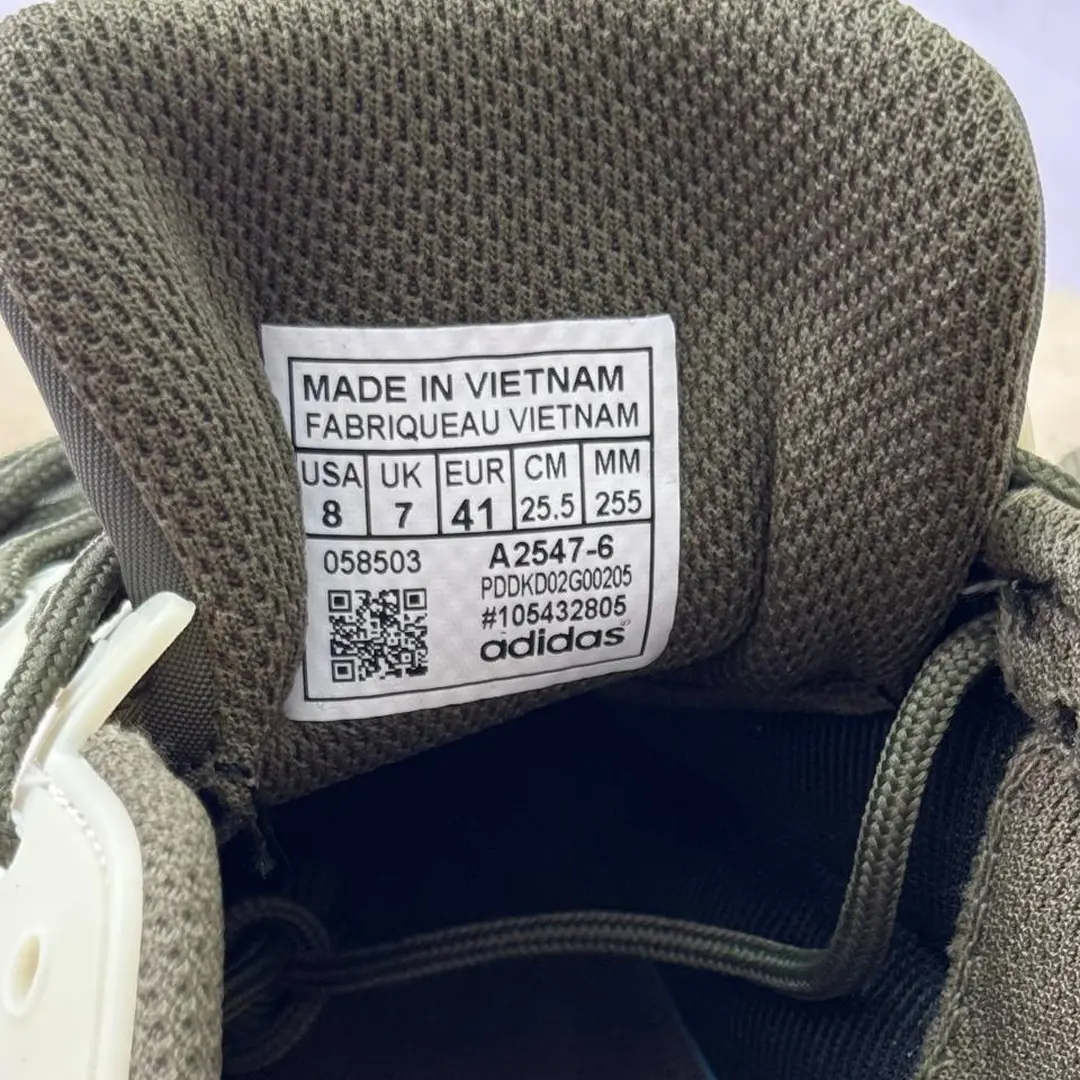 MADE IN VIETNAM
FABRIQUEAU VIETNAM
USA UK EUR CM MM
8 7 41 25.5 255
058503 A2547-6
PDDKD02G00205
#105432805
adidas